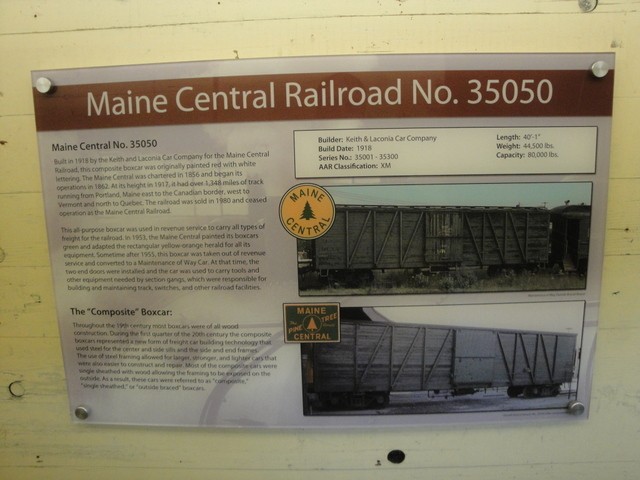 Maine Central Railroad No. 35050
Maine Central No. 35050
Built in 1918 by the Keith and Laconia Car Company for the Maine Central
Railroad, this composite boxcar was originally painted red with white
lettering. The Maine Central was chartered in 1856 and began its
operations in 1862. At its height in 1917, it had over 1,348 miles of track
running from Portland, Maine east to the Canadian border, west to
Vermont and north to Quebec. The railroad was sold in 1980 and ceased
operation as the Maine Central Railroad.
This all-purpose boxcar was used in revenue service to carry all types of
freight for the railroad. In 1953, the Maine Central painted its boxcars
green and adapted the rectangular yellow-orange herald for all its
equipment. Sometime after 1953, this boxcar was taken out of revenue
service and converted to a Maintenance of Way Car. At that time, the
two end doors were installed and the car was used to carry tools and
other equipment needed by section gangs, which were responsible for
building and maintaining track, switches, and other railroad facilities.
The "Composite" Boxcar:
Throughout the 19th century most boxcars were of all wood
construction. During the first quarter of the 20th century the composite
boxcars represented a new form of freight car building technology that
used steel for the center and side sills and the side and end frames.
The use of steel framing allowed for larger, stronger, and lighter cars that
were also easier to construct and repair. Most of the composite cars were
single sheathed with wood allowing the framing to be exposed on the
outside. As a result, these cars were referred to as "composite,"
"single sheathed," or "outside braced" boxcars.
Builder: Keith & Laconia Car Company
Build Date: 1918
Series No.: 35001 - 35300
AAR Classification: XM
Length: 40'-1"
Weight: 44,500 lbs.
Capacity: 80,000 lbs.
MAINE
CENTRAL
MAINE
PINE TREE
CENTRAL